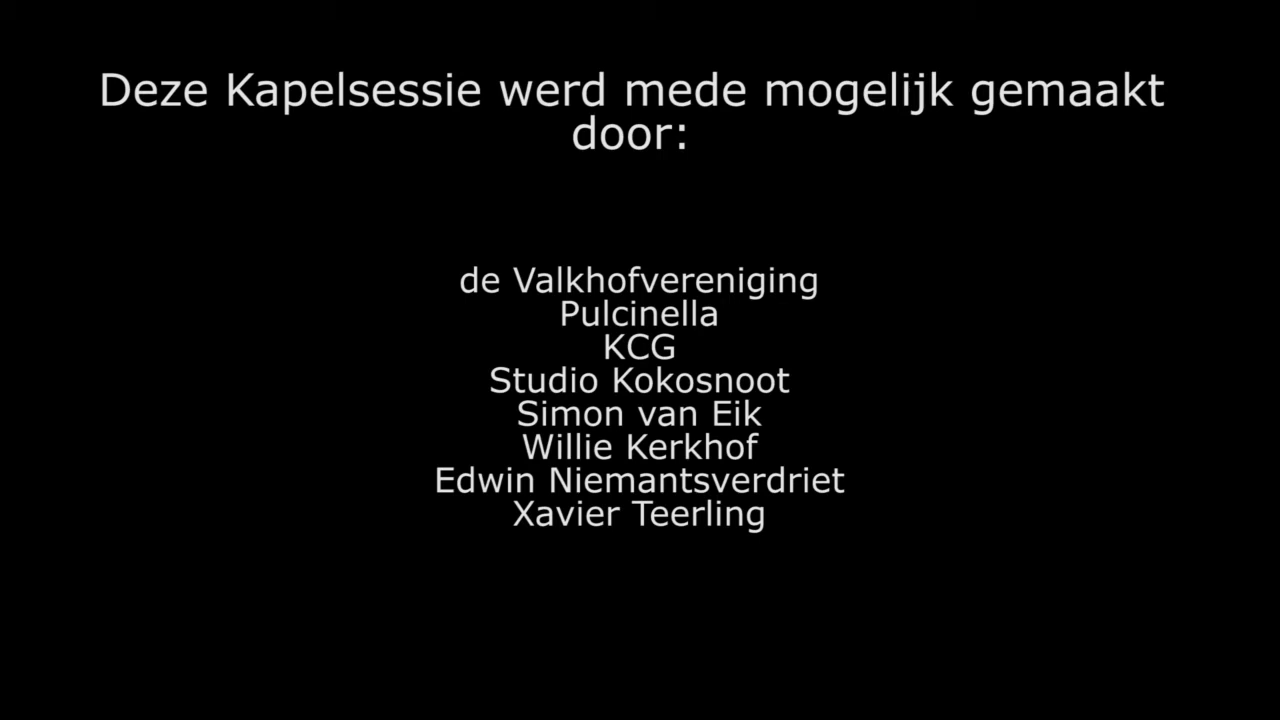 Deze Kapelsessie werd mede mogelijk gemaakt
door:
de Valkhofvereniging
Pulcinella
KCG
Studio Kokosnoot
Simon van Eik
Willie Kerkhof
Edwin Niemantsverdriet
Xavier Teerling